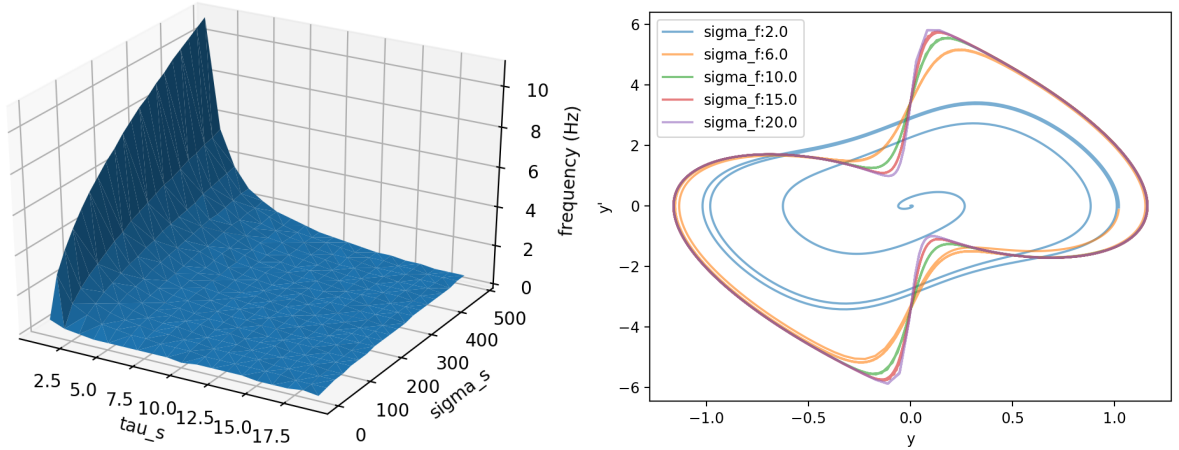 10
8
6
4
2
0
frequency (Hz)
2.5 5.0 7.5 10.0 12.5 15.0 17.5
tau_s
0 100 200 300 400 500
sigma_s
sigma_f:2.0
sigma_f:6.0
sigma_f:10.0
sigma_f:15.0
sigma_f:20.0
6
4
2
0
−2
−4
−6
y'
−1.0 −0.5 0.0 0.5 1.0
y